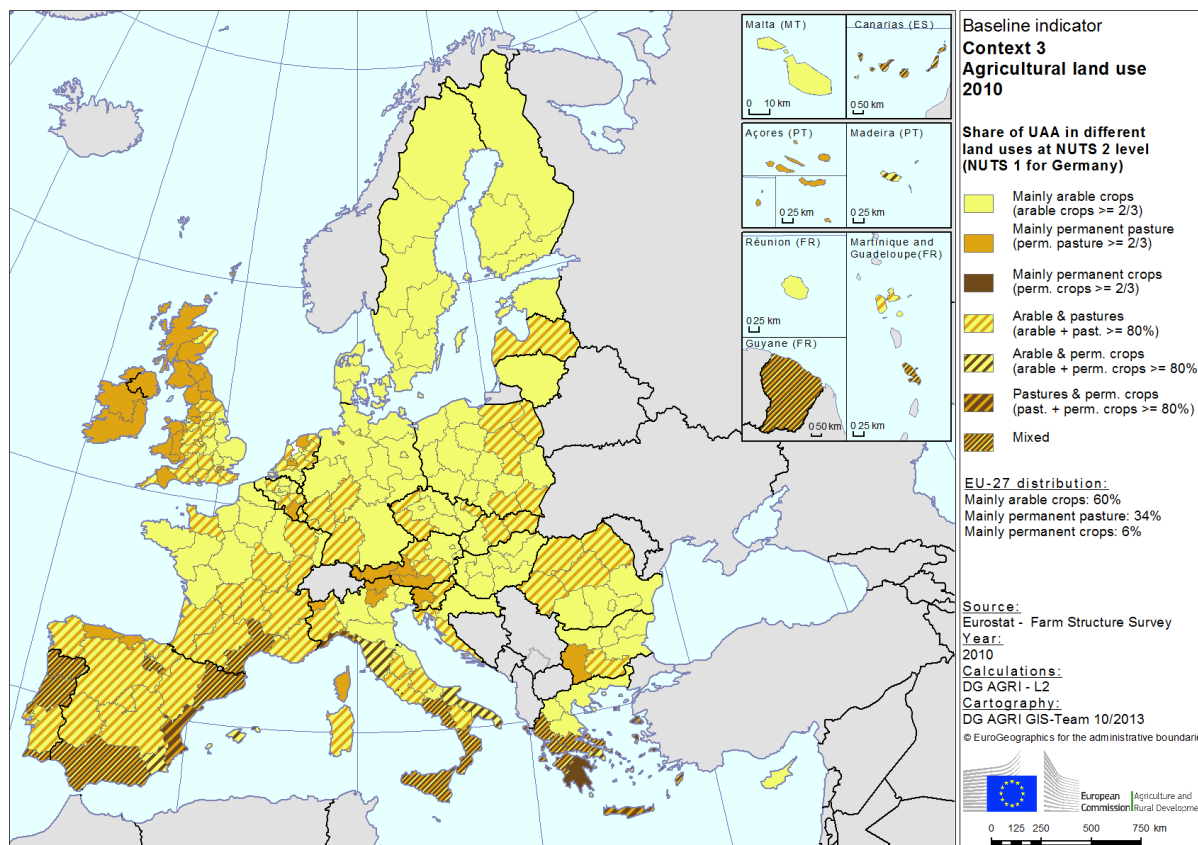 Malta (MT)
0 10 km
Canarias (ES)
0 50 km
Açores (PT)
0 25 km
Madeira (PT)
0 25 km
Réunion (FR)
0 25 km
Martinique and
Guadeloupe(FR)
0 25 km
Guyane (FR)
0 50 km
Baseline indicator
Context 3
Agricultural land use
2010
Share of UAA in different
land uses at NUTS 2 level
(NUTS 1 for Germany)
Mainly arable crops
(arable crops >= 2/3)
Mainly permanent pasture
(perm. pasture >= 2/3)
Mainly permanent crops
(perm. crops >= 2/3)
Arable & pastures
(arable + past. >= 80%)
Arable & perm. crops
(arable + perm. crops >= 80%
Pastures & perm. crops
(past. + perm. crops >= 80%)
Mixed
EU-27 distribution:
Mainly arable crops: 60%
Mainly permanent pasture: 34%
Mainly permanent crops: 6%
Source:
Eurostat - Farm Structure Survey
Year:
2010
Calculations:
DG AGRI - L2
Cartography:
DG AGRI GIS-Team 10/2013
© EuroGeographics for the administrative boundarie
European
Commission
Agriculture and
Rural Developme
0 125 250 500 750 km